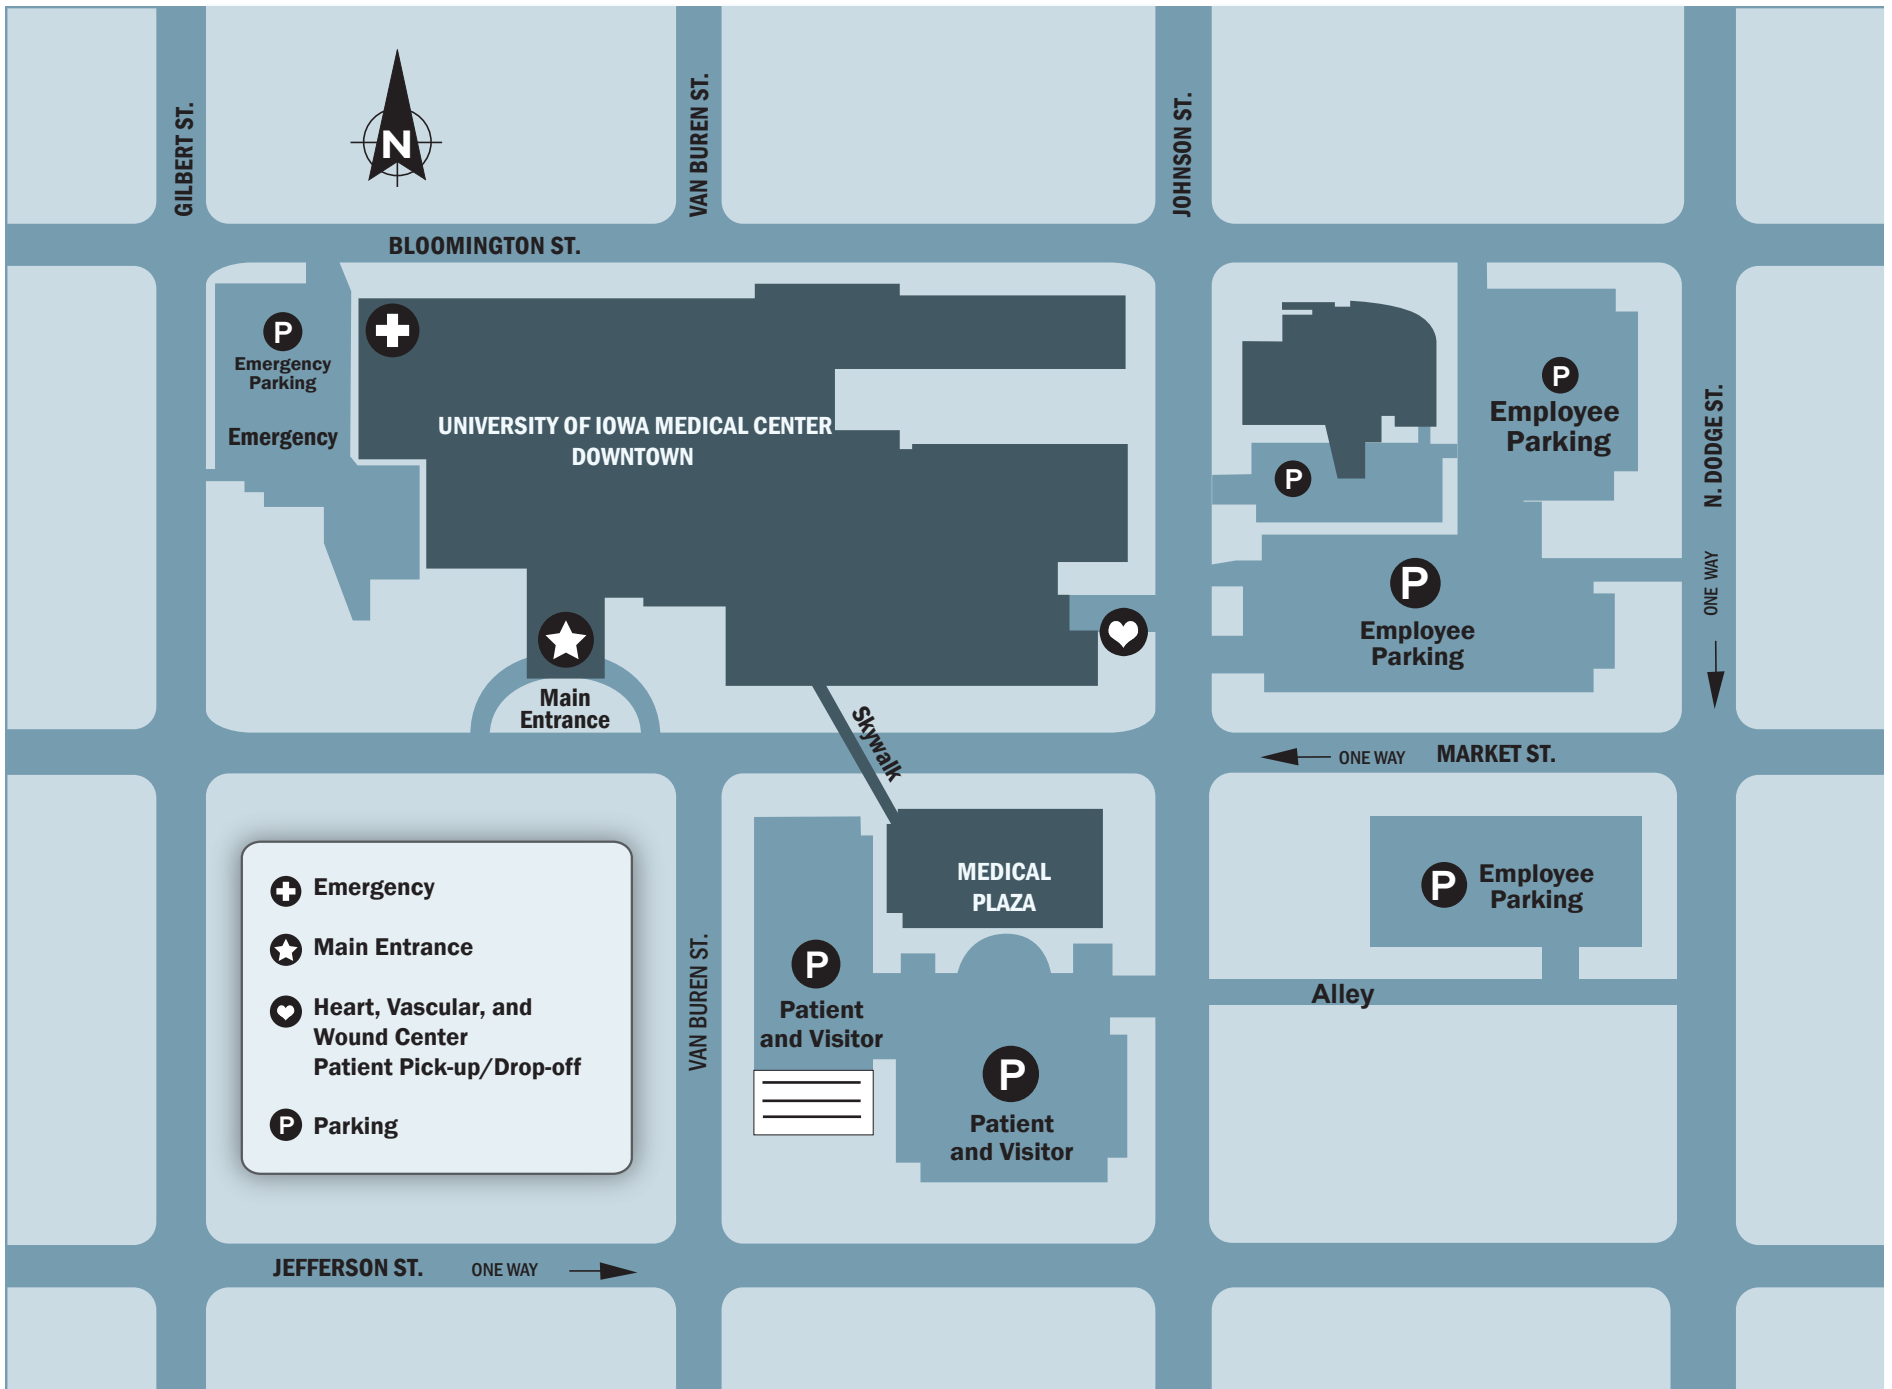 GILBERT ST.
N
VAN BUREN ST.
JOHNSON ST.
BLOOMINGTON ST.
P
Emergency
Parking
Emergency
UNIVERSITY OF IOWA MEDICAL CENTER
DOWNTOWN
P
P
Employee
Parking
N. DODGE ST.
ONE WAY
P
Employee
Parking
Main
Entrance
Skywalk
ONE WAY
MARKET ST.
MEDICAL
PLAZA
P
Patient
and Visitor
P
Patient
and Visitor
P
Employee
Parking
Alley
VAN BUREN ST.
Emergency
Main Entrance
Heart, Vascular, and
Wound Center
Patient Pick-up/Drop-off
P
Parking
JEFFERSON ST.
ONE WAY